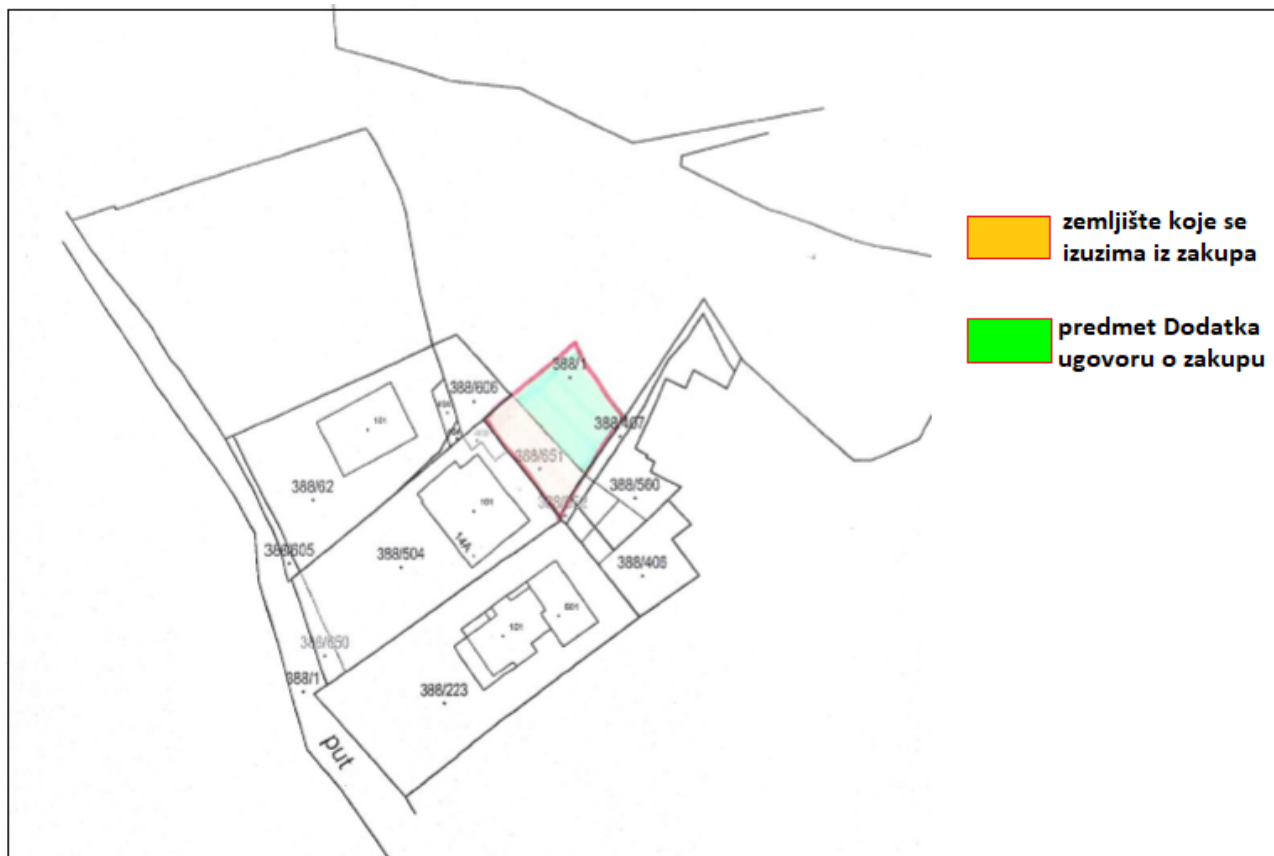 zemljište koje se
izuzima iz zakupa
predmet Dodatka
ugovoru o zakupu
388/1
388/606
388/407
101
388/651
388/62
388/560
101
14A
388/504
388/406
388/605
101
388/650
388/1
388/223
put